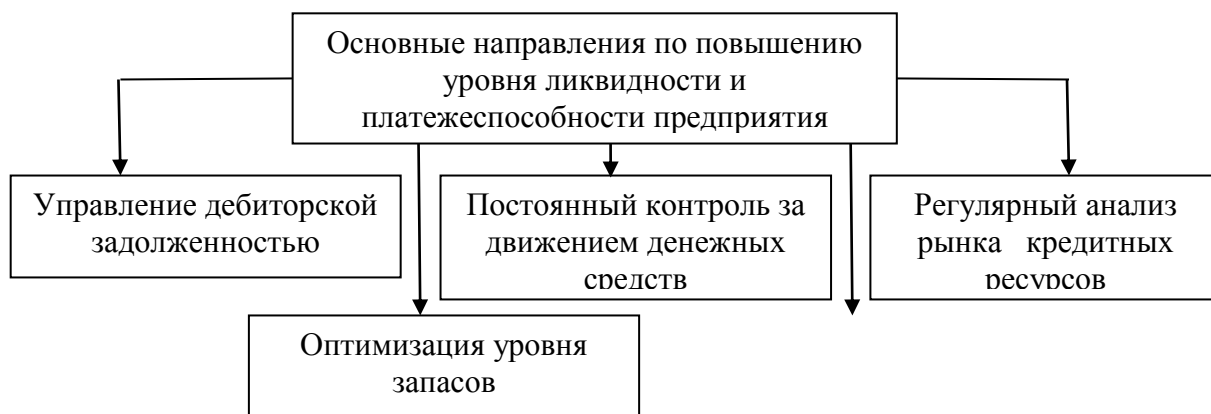 Основные направления по повышению
уровня ликвидности и
платежеспособности предприятия
Управление дебиторской
задолженностью
Постоянный контроль за
движением денежных
средств
Регулярный анализ
рынка кредитных
ресурсов
Оптимизация уровня
запасов